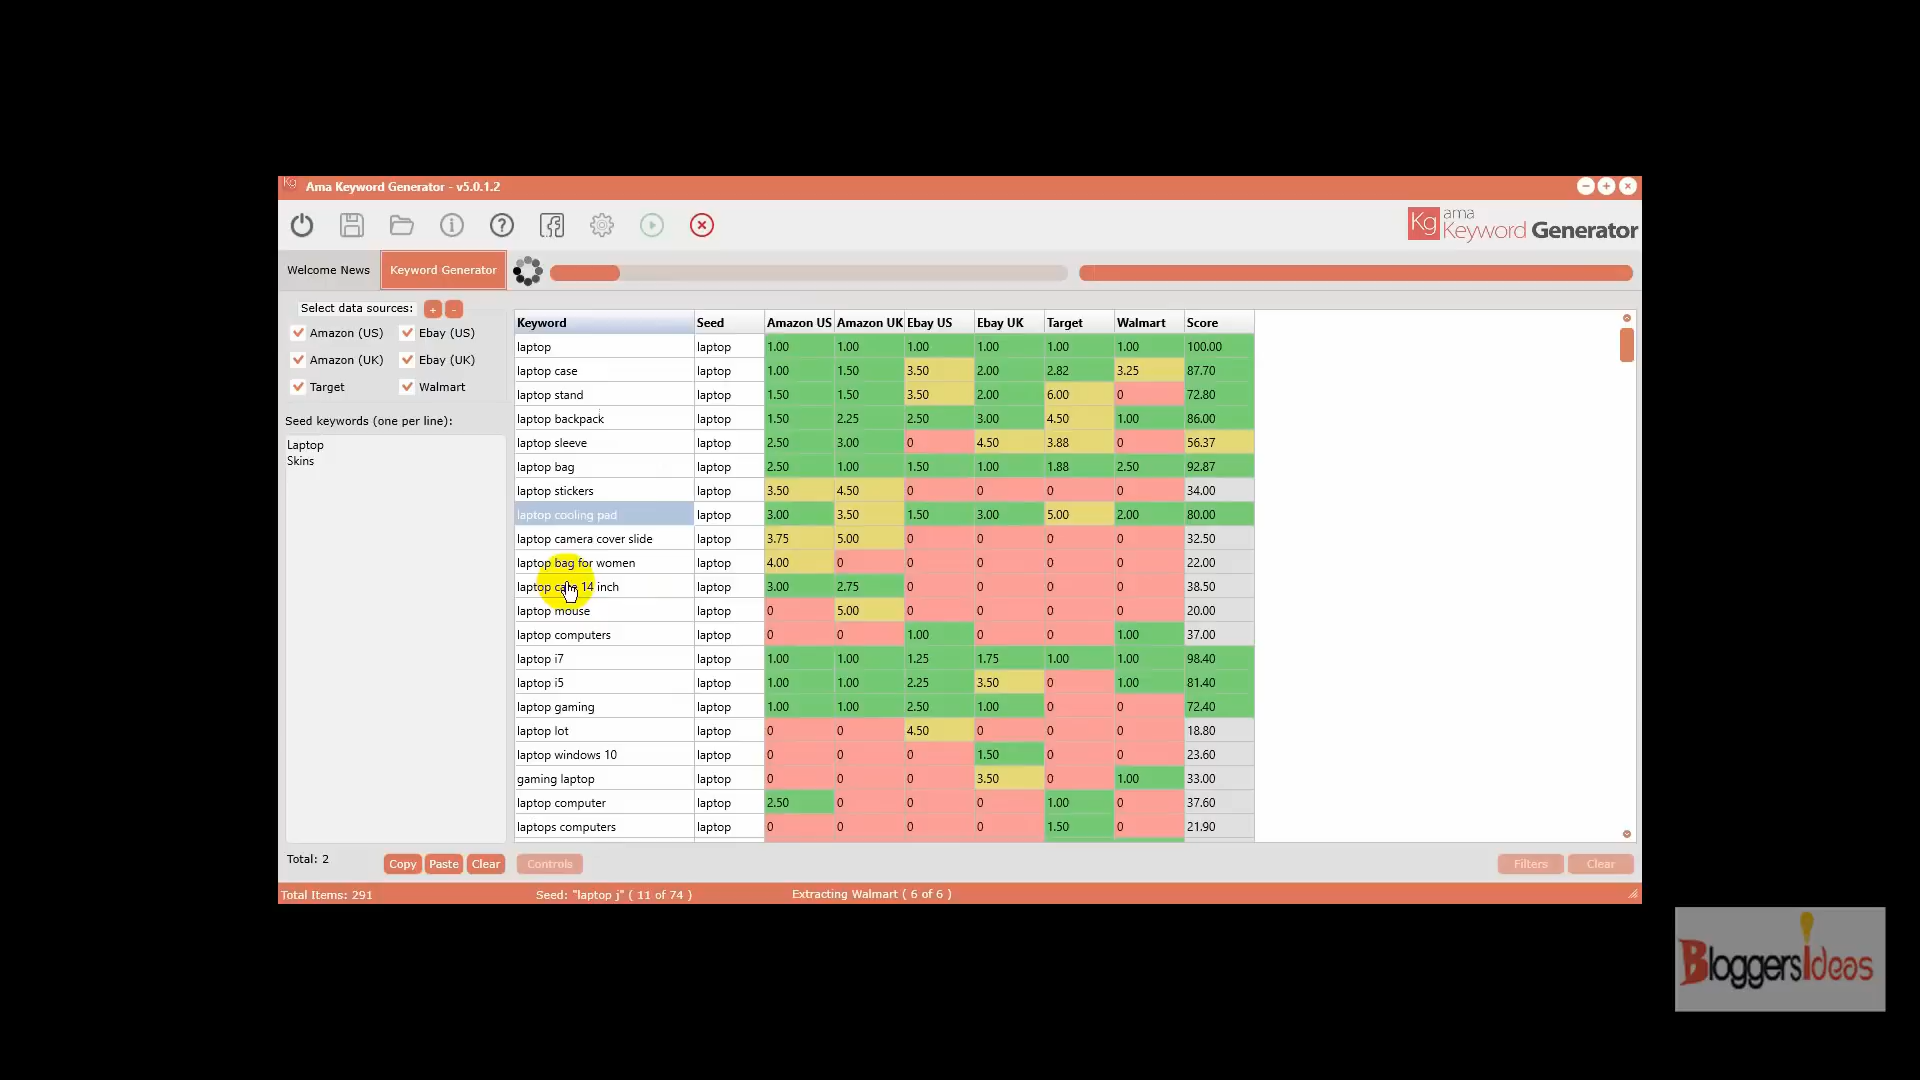 Kg Ama Keyword Generator - v5.0.1.2
Kg ama Keyword Generator
Welcome News Keyword Generator
Select data sources: + -
Amazon (US) Ebay (US)
Amazon (UK) Ebay (UK)
Target Walmart
Seed keywords (one per line):
Laptop
Skins
Total: 2 Copy Paste Clear
Keyword Seed Amazon US Amazon UK Ebay US Ebay UK Target Walmart Score
laptop laptop 1.00 1.00 1.00 1.00 1.00 1.00 100.00
laptop case laptop 1.00 1.50 3.50 2.00 2.82 3.25 87.70
laptop stand laptop 1.50 1.50 3.50 2.00 6.00 0 72.80
laptop backpack laptop 1.50 2.25 2.50 3.00 4.50 1.00 86.00
laptop sleeve laptop 2.50 3.00 0 4.50 3.88 0 56.37
laptop bag laptop 2.50 1.00 1.50 1.00 1.88 2.50 92.87
laptop stickers laptop 3.50 4.50 0 0 0 0 34.00
laptop cooling pad laptop 3.00 3.50 1.50 3.00 5.00 2.00 80.00
laptop camera cover slide laptop 3.75 5.00 0 0 0 0 32.50
laptop bag for women laptop 4.00 0 0 0 0 0 22.00
laptop case 14 inch laptop 3.00 2.75 0 0 0 0 38.50
laptop mouse laptop 0 5.00 0 0 0 0 20.00
laptop computers laptop 0 0 1.00 0 0 1.00 37.00
laptop i7 laptop 1.00 1.00 1.25 1.75 1.00 1.00 98.40
laptop i5 laptop 1.00 1.00 2.25 3.50 0 1.00 81.40
laptop gaming laptop 1.00 1.00 2.50 1.00 0 0 72.40
laptop lot laptop 0 0 4.50 0 0 0 18.80
laptop windows 10 laptop 0 0 0 1.50 0 0 23.60
gaming laptop laptop 0 0 0 3.50 0 1.00 33.00
laptop computer laptop 2.50 0 0 0 1.00 0 37.60
laptops computers laptop 0 0 0 0 1.50 0 21.90
Controls Filters Clear
Total Items: 291 Seed: "laptop j" ( 11 of 74 ) Extracting Walmart ( 6 of 6 )
BloggersIdeas